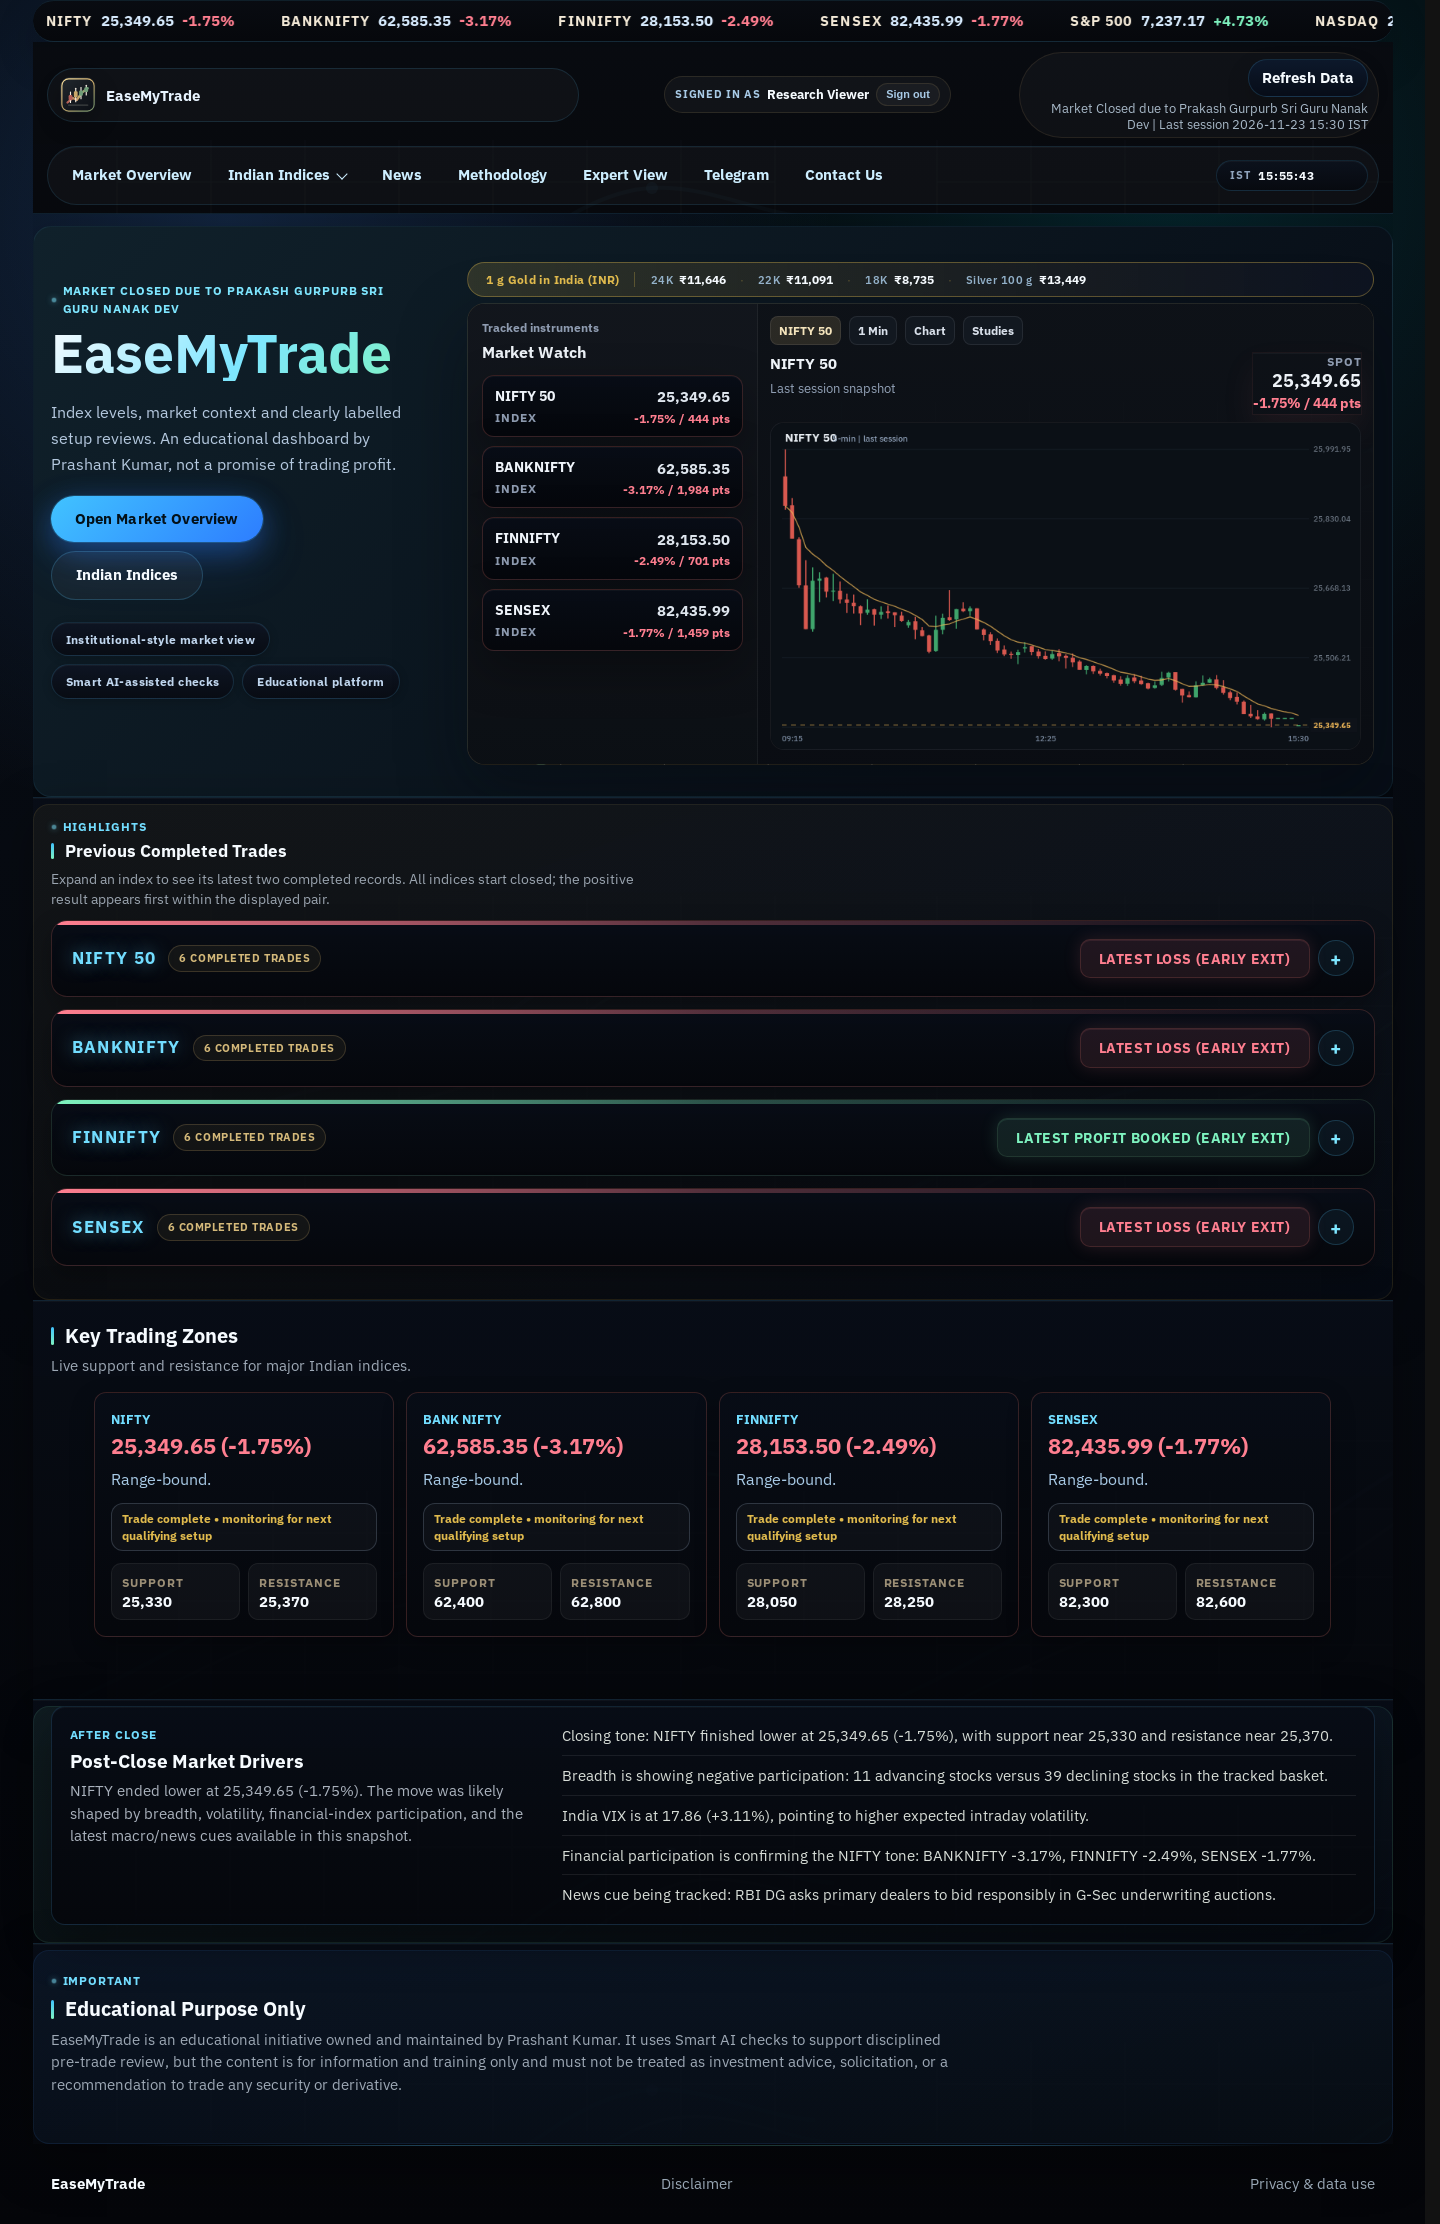 NIFTY 25,349.65 -1.75% BANKNIFTY 62,585.35 -3.17% FINNIFTY 28,153.50 -2.49% SENSEX 82,435.99 -1.77% S&P 500 7,237.17 +4.73% NASDAQ
EaseMyTrade
SIGNED IN AS Research Viewer Sign out
Refresh Data
Market Closed due to Prakash Gurpurb Sri Guru Nanak
Dev | Last session 2026-11-23 15:30 IST
Market Overview Indian Indices News Methodology Expert View Telegram Contact Us
IST 15:55:43
MARKET CLOSED DUE TO PRAKASH GURPURB SRI
GURU NANAK DEV
EaseMyTrade
Index levels, market context and clearly labelled
setup reviews. An educational dashboard by
Prashant Kumar, not a promise of trading profit.
Open Market Overview
Indian Indices
Institutional-style market view
Smart AI-assisted checks Educational platform
1 g Gold in India (INR) 24K ₹11,646 · 22K ₹11,091 · 18K ₹8,735 · Silver 100 g ₹13,449
Tracked instruments
Market Watch
NIFTY 50 25,349.65
INDEX -1.75% / 444 pts
BANKNIFTY 62,585.35
INDEX -3.17% / 1,984 pts
FINNIFTY 28,153.50
INDEX -2.49% / 701 pts
SENSEX 82,435.99
INDEX -1.77% / 1,459 pts
NIFTY 50 1 Min Chart Studies
NIFTY 50
Last session snapshot
SPOT
25,349.65
-1.75% / 444 pts
NIFTY 50 -min | last session
25,991.95
25,830.04
25,668.13
25,506.21
25,349.65
09:15 12:25 15:30
HIGHLIGHTS
Previous Completed Trades
Expand an index to see its latest two completed records. All indices start closed; the positive
result appears first within the displayed pair.
NIFTY 50 6 COMPLETED TRADES LATEST LOSS (EARLY EXIT) +
BANKNIFTY 6 COMPLETED TRADES LATEST LOSS (EARLY EXIT) +
FINNIFTY 6 COMPLETED TRADES LATEST PROFIT BOOKED (EARLY EXIT) +
SENSEX 6 COMPLETED TRADES LATEST LOSS (EARLY EXIT) +
Key Trading Zones
Live support and resistance for major Indian indices.
NIFTY
25,349.65 (-1.75%)
Range-bound.
Trade complete • monitoring for next
qualifying setup
SUPPORT RESISTANCE
25,330 25,370
BANK NIFTY
62,585.35 (-3.17%)
Range-bound.
Trade complete • monitoring for next
qualifying setup
SUPPORT RESISTANCE
62,400 62,800
FINNIFTY
28,153.50 (-2.49%)
Range-bound.
Trade complete • monitoring for next
qualifying setup
SUPPORT RESISTANCE
28,050 28,250
SENSEX
82,435.99 (-1.77%)
Range-bound.
Trade complete • monitoring for next
qualifying setup
SUPPORT RESISTANCE
82,300 82,600
AFTER CLOSE
Post-Close Market Drivers
NIFTY ended lower at 25,349.65 (-1.75%). The move was likely
shaped by breadth, volatility, financial-index participation, and the
latest macro/news cues available in this snapshot.
Closing tone: NIFTY finished lower at 25,349.65 (-1.75%), with support near 25,330 and resistance near 25,370.
Breadth is showing negative participation: 11 advancing stocks versus 39 declining stocks in the tracked basket.
India VIX is at 17.86 (+3.11%), pointing to higher expected intraday volatility.
Financial participation is confirming the NIFTY tone: BANKNIFTY -3.17%, FINNIFTY -2.49%, SENSEX -1.77%.
News cue being tracked: RBI DG asks primary dealers to bid responsibly in G-Sec underwriting auctions.
IMPORTANT
Educational Purpose Only
EaseMyTrade is an educational initiative owned and maintained by Prashant Kumar. It uses Smart AI checks to support disciplined
pre-trade review, but the content is for information and training only and must not be treated as investment advice, solicitation, or a
recommendation to trade any security or derivative.
EaseMyTrade Disclaimer Privacy & data use